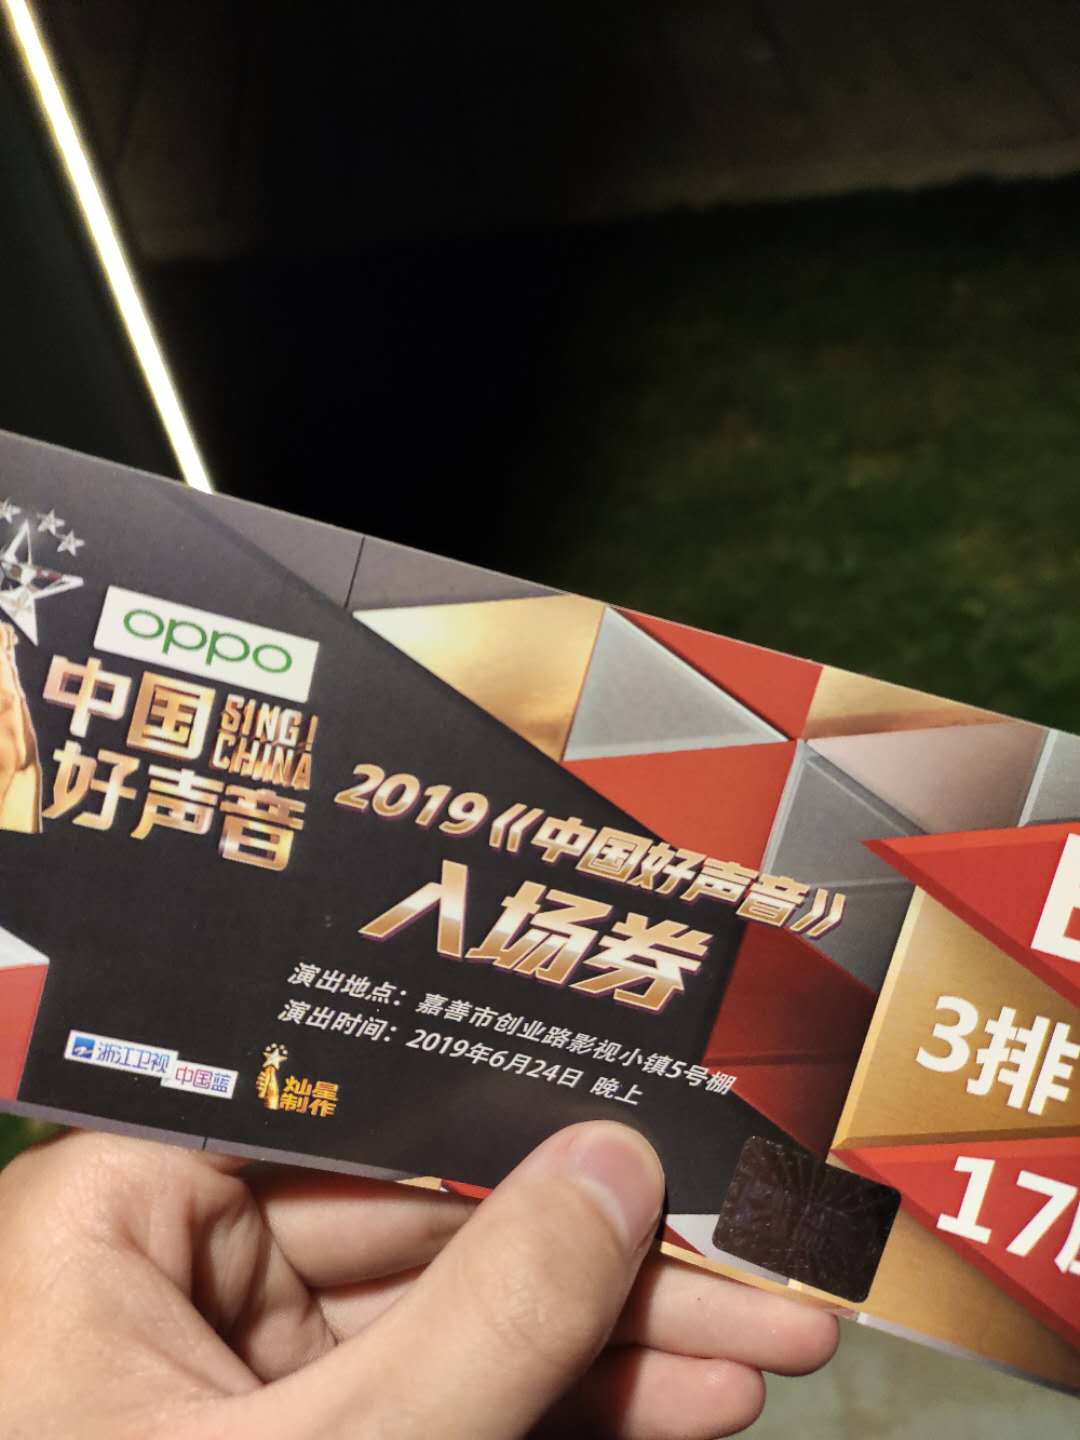 oppo
中国
SING!
CHINA
好声音
2019《中国好声音》
入场券
演出地点：嘉善市创业路影视小镇5号棚
演出时间：2019年6月24日 晚上
浙江卫视
中国蓝
灿星
制作
3排
17